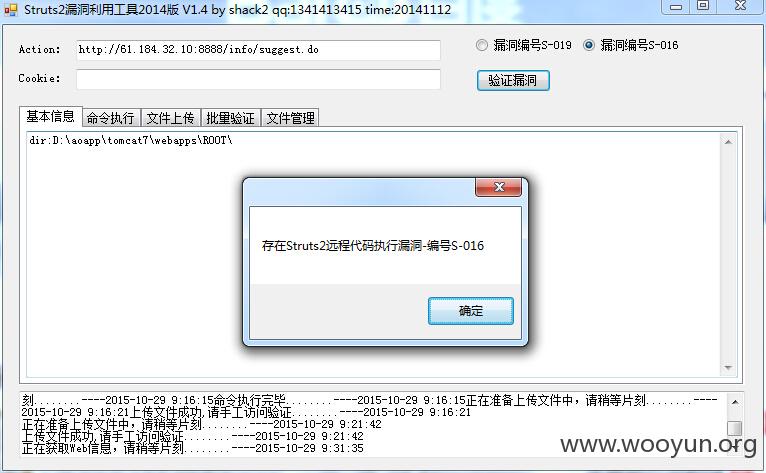 Struts2漏洞利用工具2014版 V1.4 by shack2 qq:1341413415 time:20141112
Action: http://61.184.32.10:8888/info/suggest.do 漏洞编号S-019 漏洞编号S-016
Cookie: 验证漏洞
基本信息 命令执行 文件上传 批量验证 文件管理
dir:D:\aoapp\tomcat7\webapps\ROOT\
存在Struts2远程代码执行漏洞-编号S-016
确定
刻........----2015-10-29 9:16:15命令执行完毕........----2015-10-29 9:16:15正在准备上传文件中，请稍等片刻........----
2015-10-29 9:16:21上传文件成功,请手工访问验证........----2015-10-29 9:16:21
正在准备上传文件中，请稍等片刻........----2015-10-29 9:21:42
上传文件成功,请手工访问验证........----2015-10-29 9:21:42
正在获取Web信息，请稍等片刻........----2015-10-29 9:31:35
www.wooyun.org